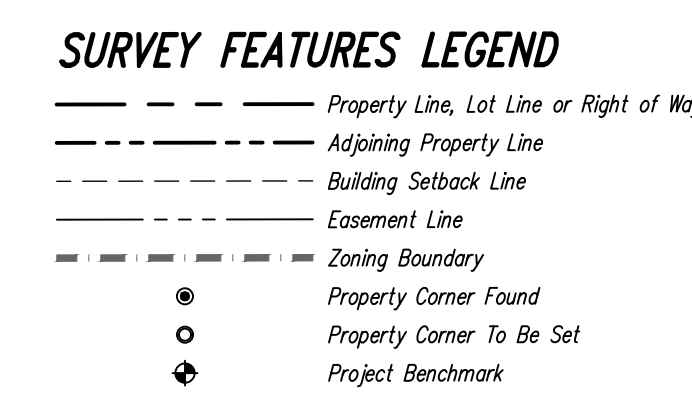 SURVEY FEATURES LEGEND
Property Line, Lot Line or Right of
Adjoining Property Line
Building Setback Line
Easement Line
Zoning Boundary
Property Corner Found
Property Corner To Be Set
Project Benchmark